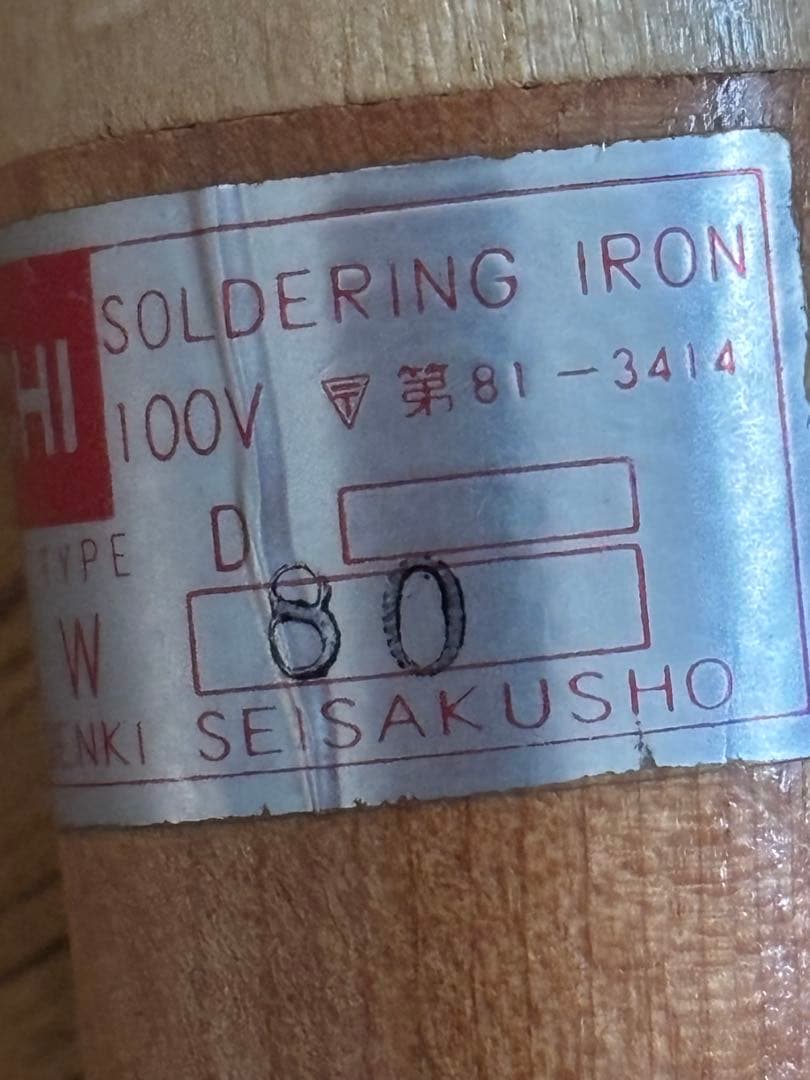 SOLDERING IRON
HI
100V 〒 第81-3414
TYPE D
W 80
ENKI SEISAKUSHO